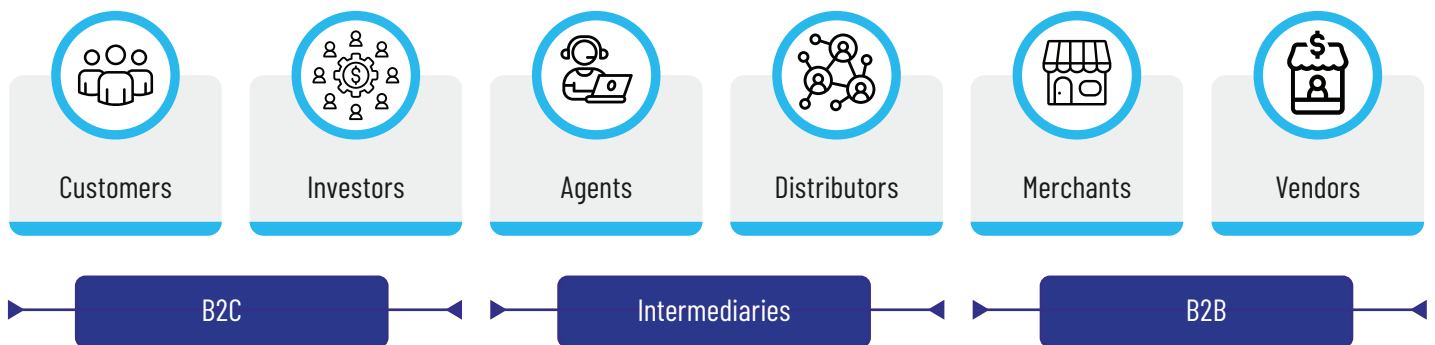 Customers
Investors
Agents
Distributors
Merchants
Vendors
B2C
Intermediaries
B2B